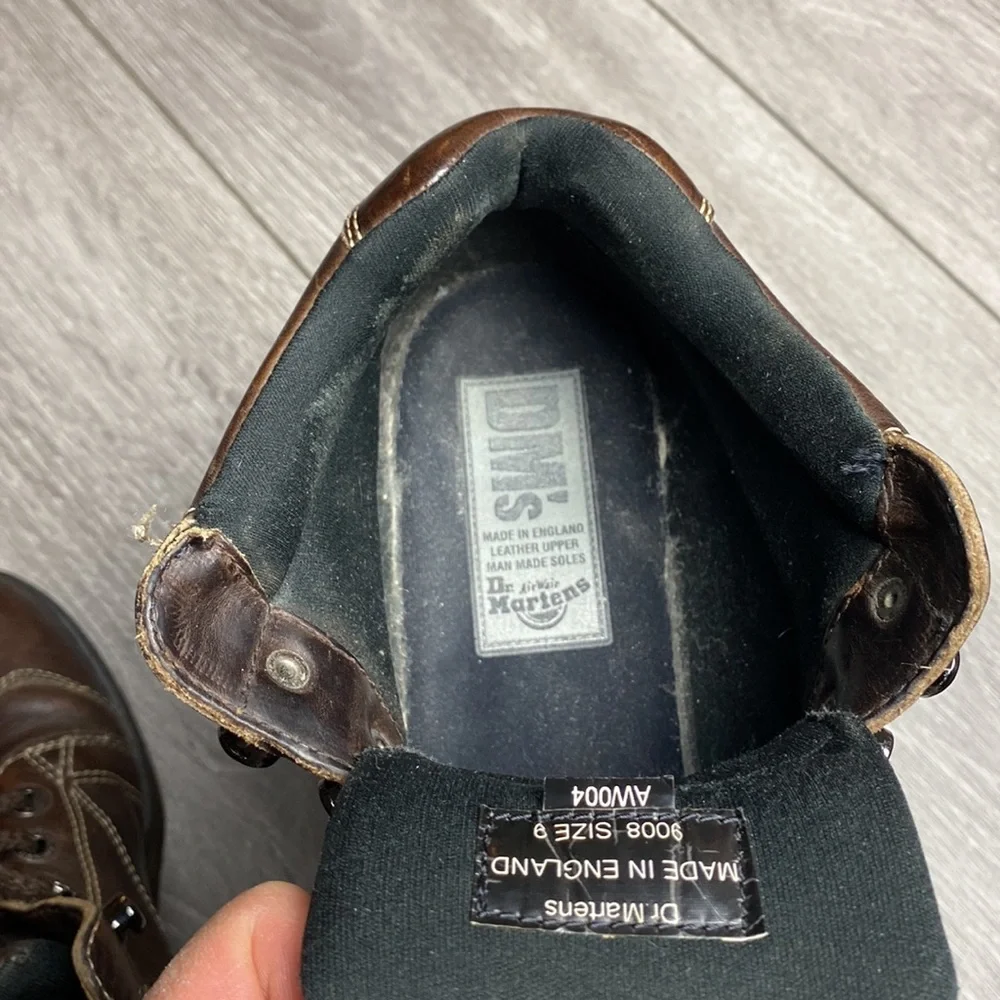 DM's
MADE IN ENGLAND
LEATHER UPPER
MAN MADE SOLES
Dr. AirWair
Martens
Dr.Martens
MADE IN ENGLAND
9008 SIZE 9
AW004